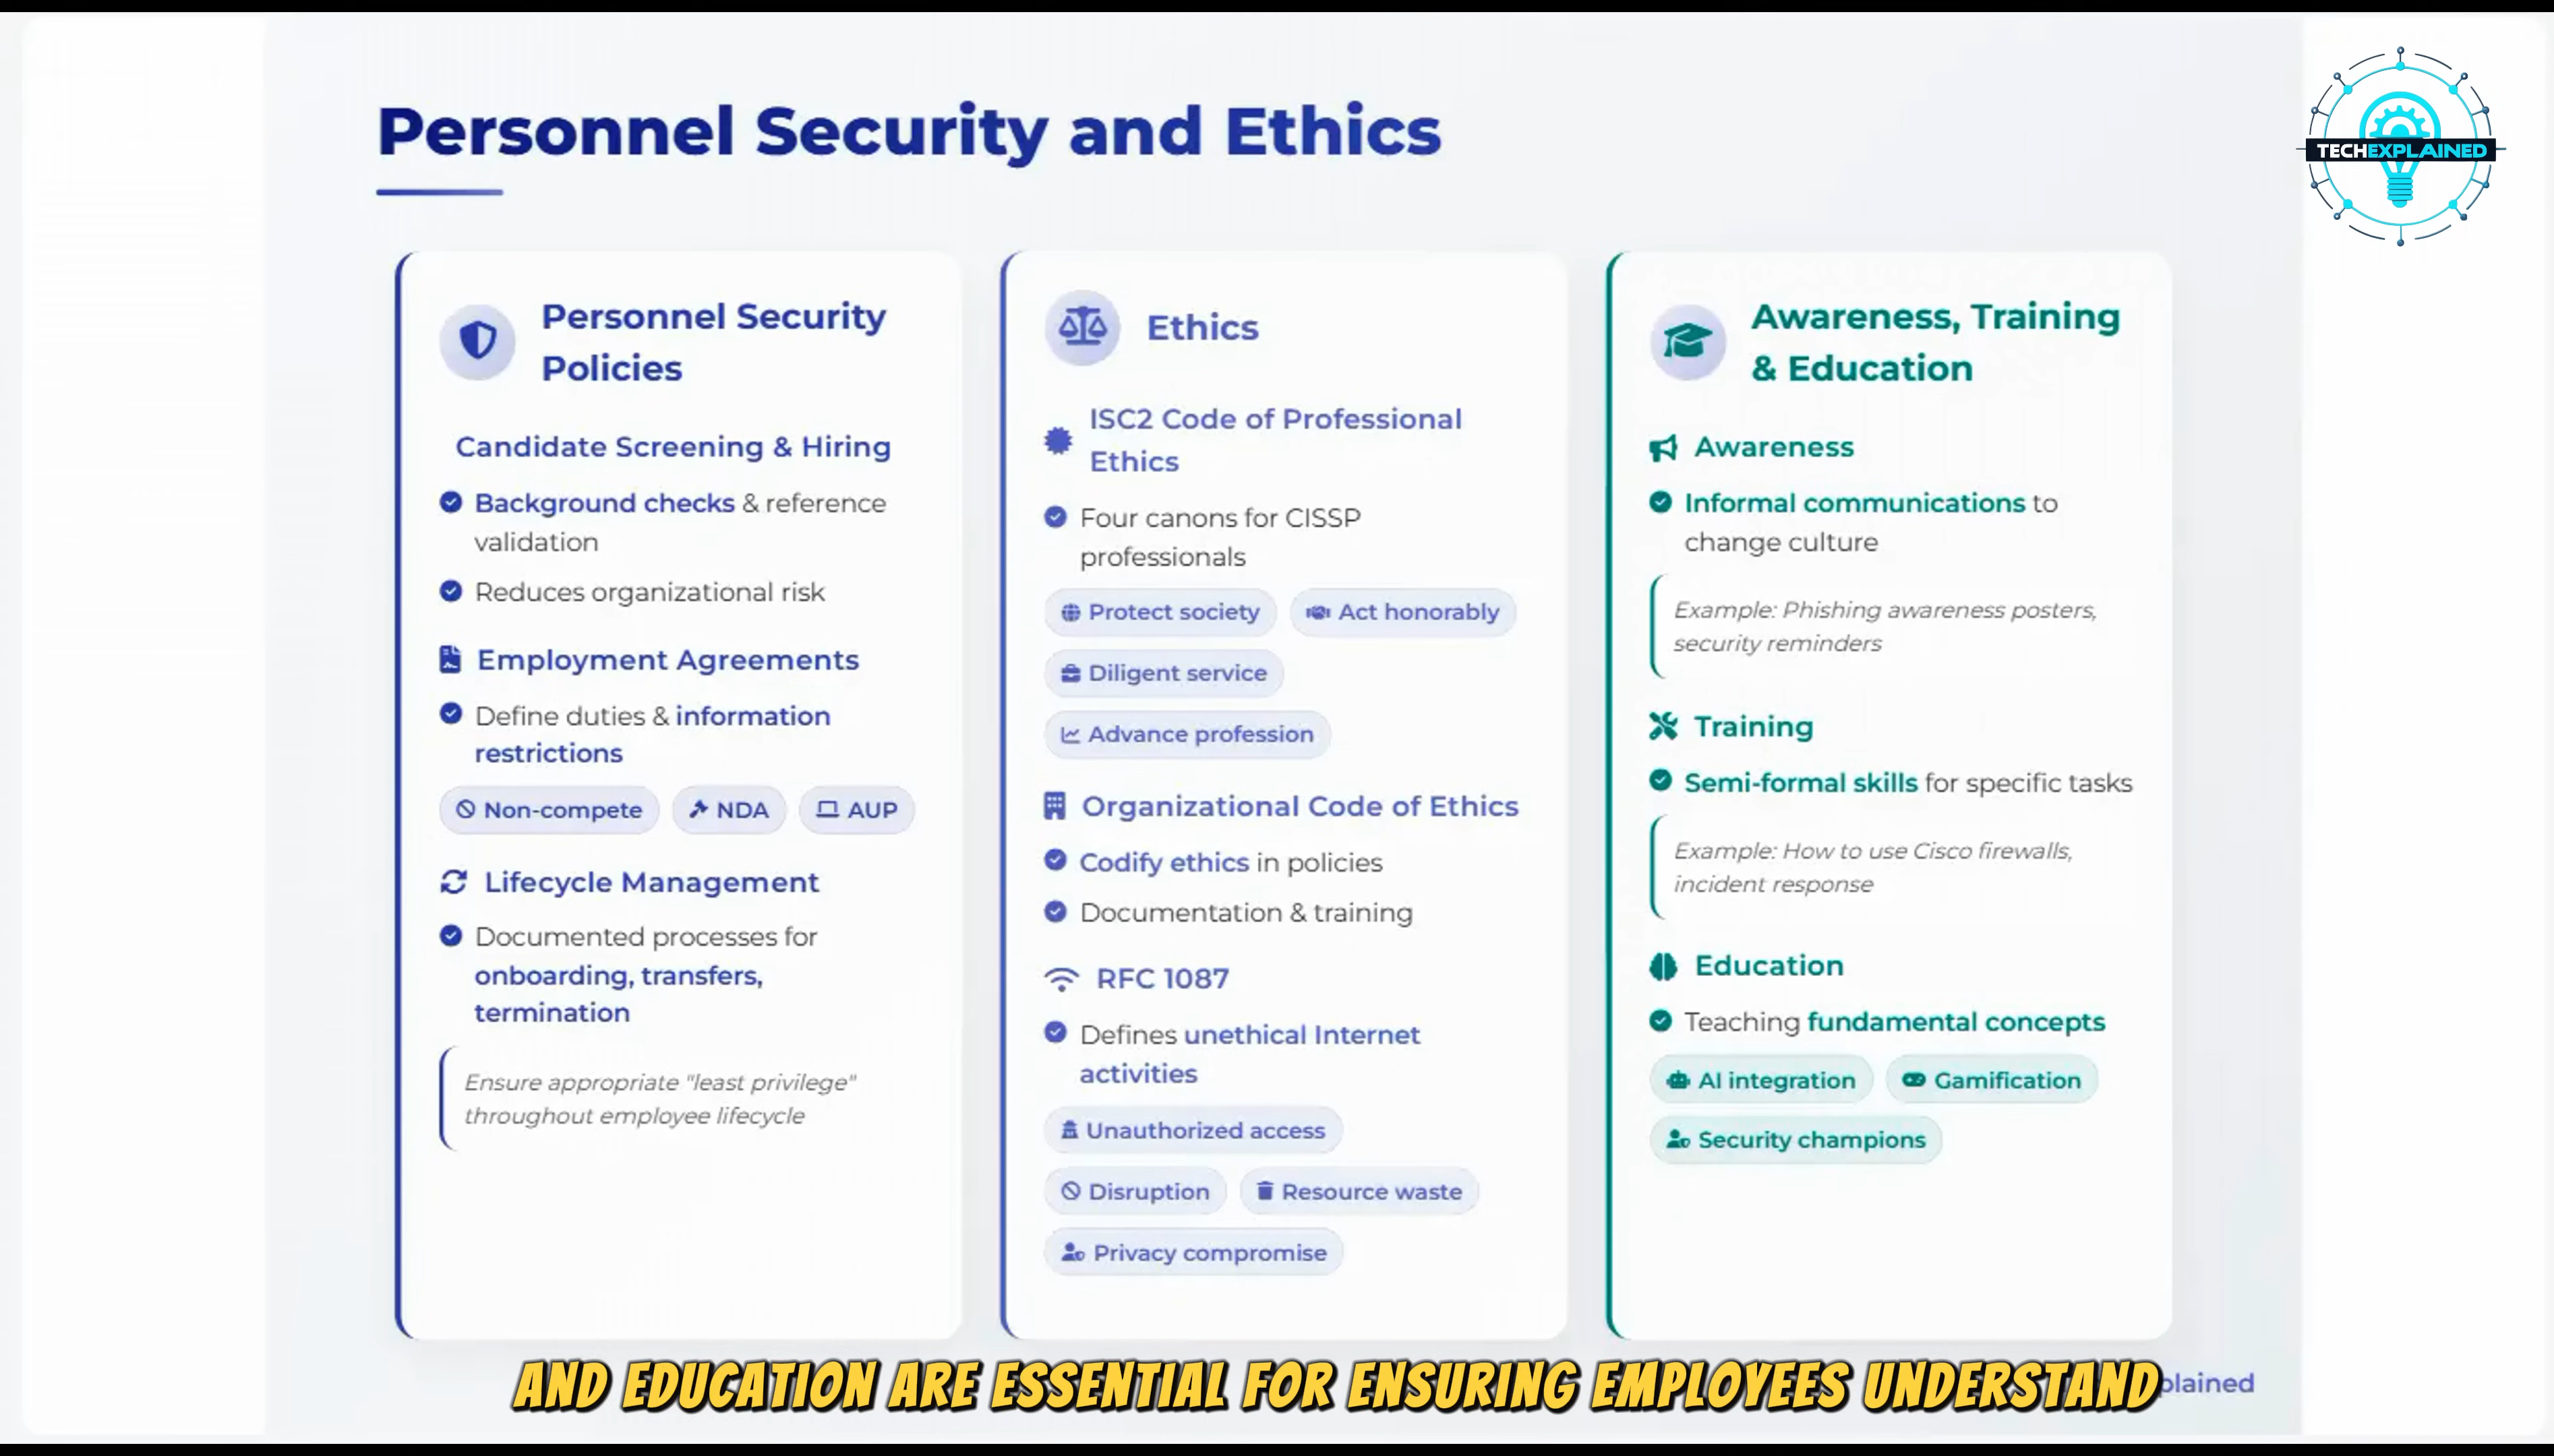 Personnel Security and Ethics
TECHEXPLAINED
Personnel Security
Policies
Candidate Screening & Hiring
Background checks & reference
validation
Reduces organizational risk
Employment Agreements
Define duties & information
restrictions
Non-compete NDA AUP
Lifecycle Management
Documented processes for
onboarding, transfers,
termination
Ensure appropriate "least privilege"
throughout employee lifecycle
Ethics
ISC2 Code of Professional
Ethics
Four canons for CISSP
professionals
Protect society Act honorably
Diligent service
Advance profession
Organizational Code of Ethics
Codify ethics in policies
Documentation & training
RFC 1087
Defines unethical Internet
activities
Unauthorized access
Disruption Resource waste
Privacy compromise
Awareness, Training
& Education
Awareness
Informal communications to
change culture
Example: Phishing awareness posters,
security reminders
Training
Semi-formal skills for specific tasks
Example: How to use Cisco firewalls,
incident response
Education
Teaching fundamental concepts
AI integration Gamification
Security champions
AND EDUCATION ARE ESSENTIAL FOR ENSURING EMPLOYEES UNDERSTAND
plained